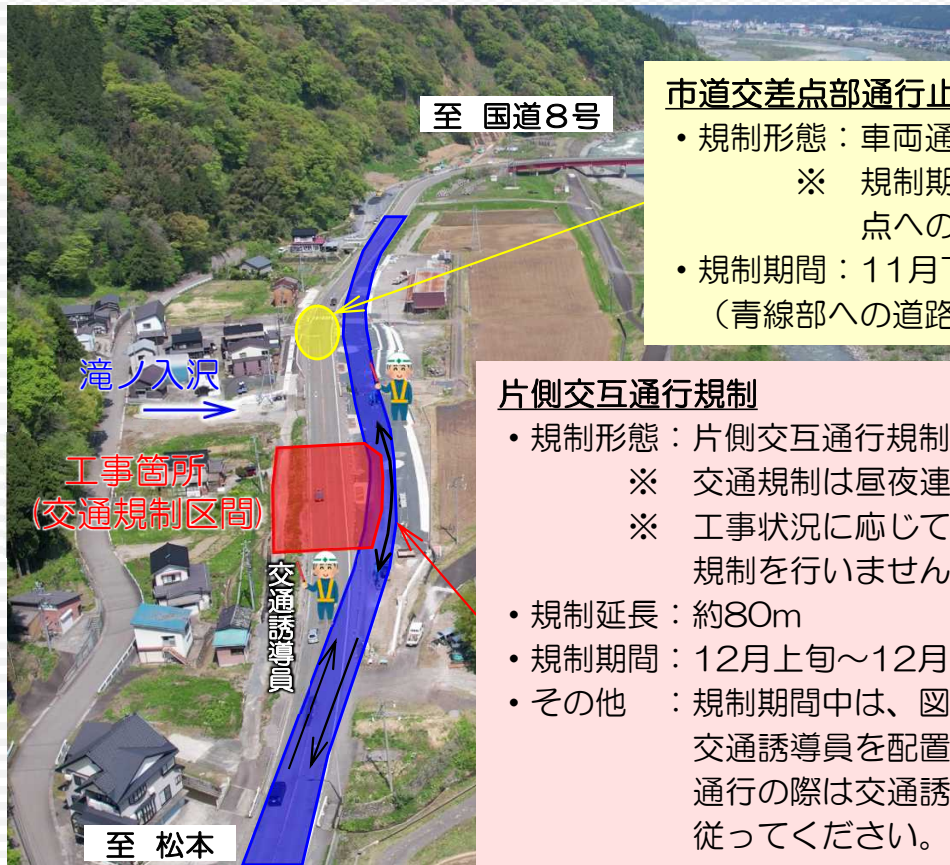 至 国道8号
市道交差点部通行止
・規制形態：車両通
※ 規制期
点への
・規制期間：11月
（青線部への道路
滝ノ入沢
工事箇所
(交通規制区間)
交通誘導員
片側交互通行規制
・規制形態：片側交互通行規制
※ 交通規制は昼夜連
※ 工事状況に応じて
規制を行いません
・規制延長：約80m
・規制期間：12月上旬～12月
・その他 ：規制期間中は、図
交通誘導員を配置
通行の際は交通誘
従ってください。
至 松本